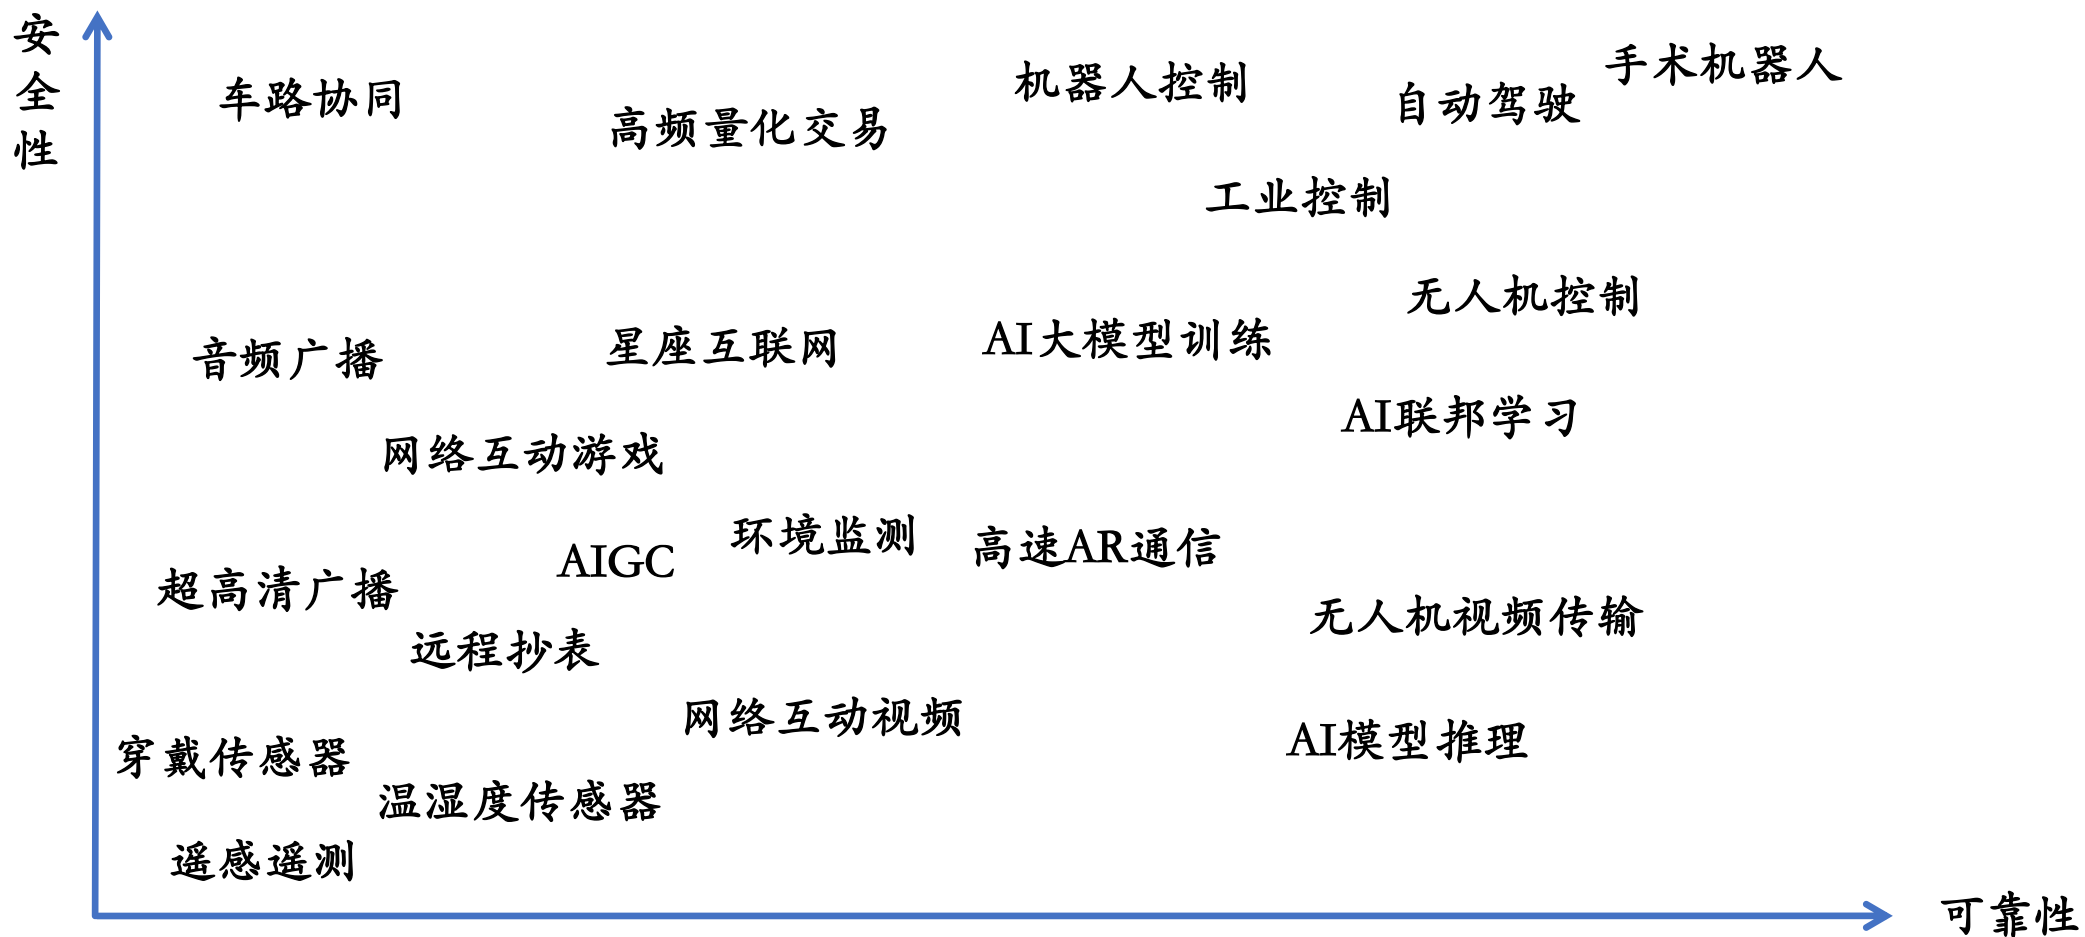 安全性
手术机器人
机器人控制
车路协同
自动驾驶
高频量化交易
工业控制
无人机控制
AI大模型训练
星座互联网
音频广播
AI联邦学习
网络互动游戏
环境监测
高速AR通信
AIGC
超高清广播
无人机视频传输
远程抄表
网络互动视频
AI模型推理
穿戴传感器
温湿度传感器
遥感遥测
可靠性